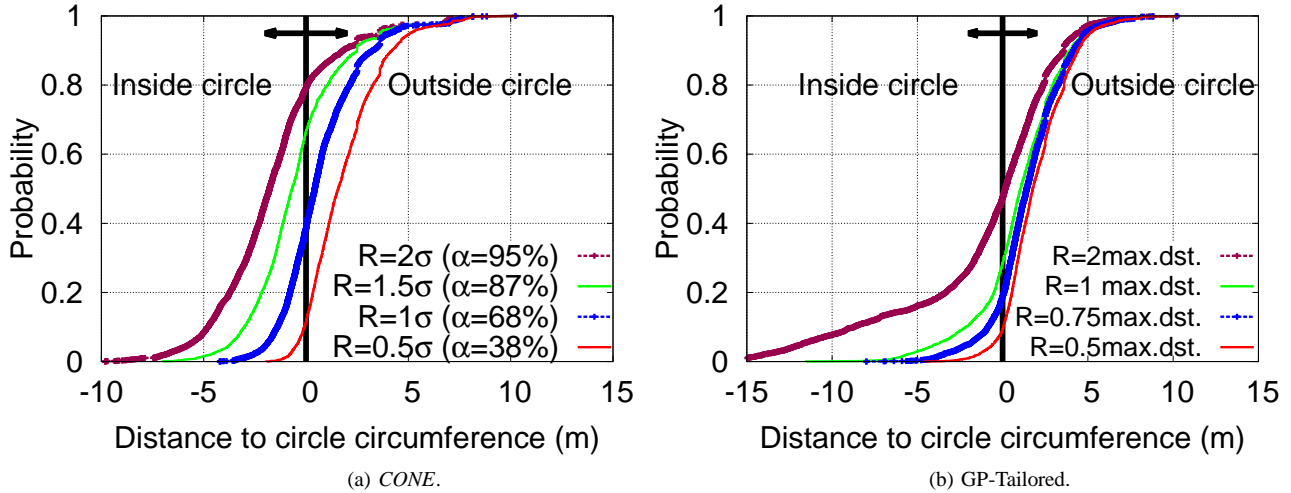 1
0.8
0.6
0.4
0.2
0
Probability
Inside circle
Outside circle
R=2σ (α=95%)
R=1.5σ (α=87%)
R=1σ (α=68%)
R=0.5σ (α=38%)
-10 -5 0 5 10 15
Distance to circle circumference (m)
(a) CONE.
1
0.8
0.6
0.4
0.2
0
Probability
Inside circle
Outside circle
R=2max.dst.
R=1 max.dst.
R=0.75max.dst.
R=0.5max.dst.
-15 -10 -5 0 5 10 15
Distance to circle circumference (m)
(b) GP-Tailored.